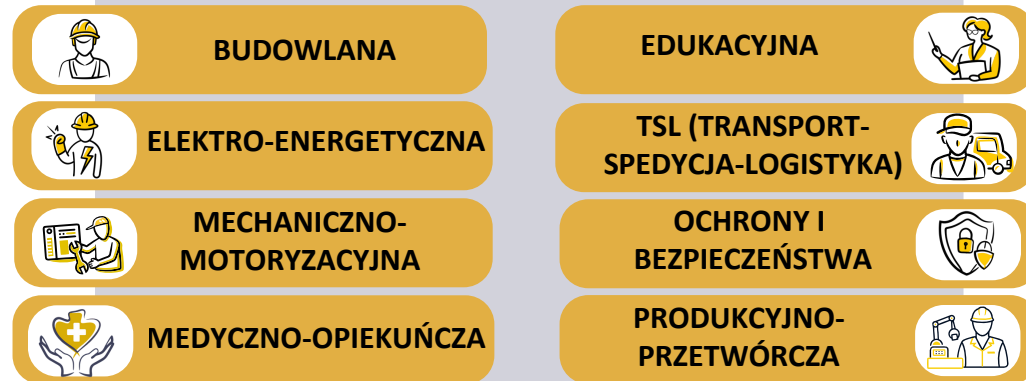 BUDOWLANA
ELEKTRO-ENERGETYCZNA
MECHANICZNO-
MOTORYZACYJNA
MEDYCZNO-OPIEKUŃCZA
EDUKACYJNA
TSL (TRANSPORT-
SPEDYCJA-LOGISTYKA)
OCHRONY I
BEZPIECZEŃSTWA
PRODUKCYJNO-
PRZETWÓRCZA